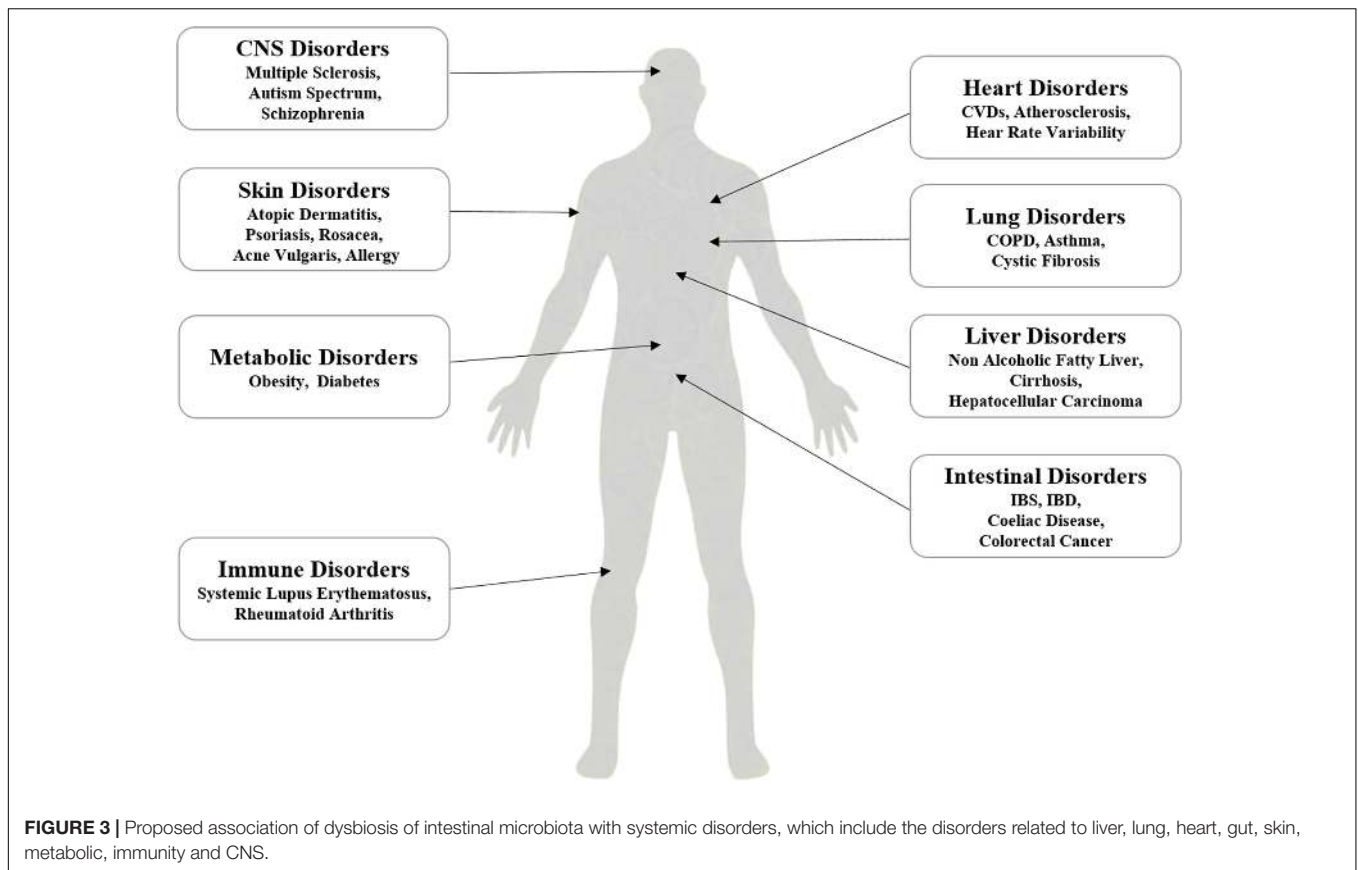 CNS Disorders
Multiple Sclerosis,
Autism Spectrum,
Schizophrenia
Skin Disorders
Atopic Dermatitis,
Psoriasis, Rosacea,
Acne Vulgaris, Allergy
Metabolic Disorders
Obesity, Diabetes
Immune Disorders
Systemic Lupus Erythematosus,
Rheumatoid Arthritis
Heart Disorders
CVDs, Atherosclerosis,
Hear Rate Variability
Lung Disorders
COPD, Asthma,
Cystic Fibrosis
Liver Disorders
Non Alcoholic Fatty Liver,
Cirrhosis,
Hepatocellular Carcinoma
Intestinal Disorders
IBS, IBD,
Coeliac Disease,
Colorectal Cancer
FIGURE 3 | Proposed association of dysbiosis of intestinal microbiota with systemic disorders, which include the disorders related to liver, lung, heart, gut, skin,
metabolic, immunity and CNS.